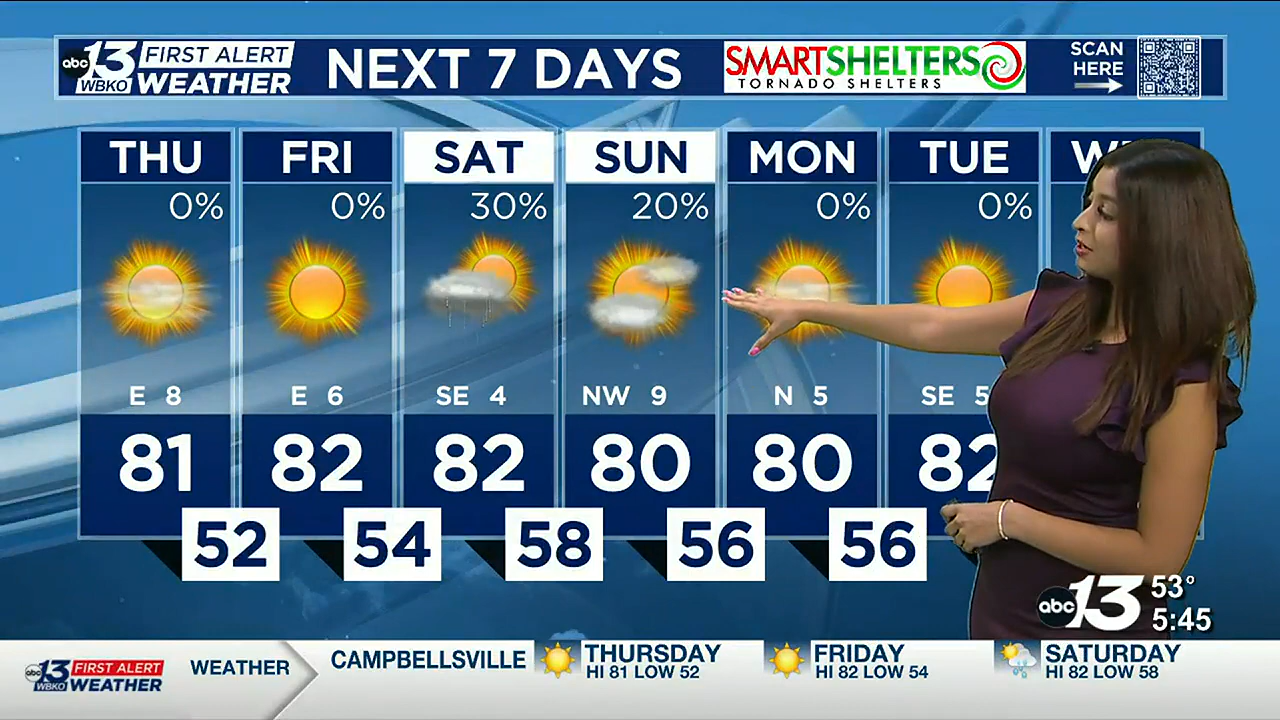 abc 13 WBKO FIRST ALERT WEATHER
NEXT 7 DAYS
SMARTSHELTERS
TORNADO SHELTERS
SCAN HERE
THU FRI SAT SUN MON TUE
0% 0% 30% 20% 0% 0%
E 8 E 6 SE 4 NW 9 N 5 SE 5
81 82 82 80 80 82
52 54 58 56 56
abc 13 53°
5:45
abc 13 WBKO FIRST ALERT WEATHER
WEATHER
CAMPBELLSVILLE
THURSDAY
HI 81 LOW 52
FRIDAY
HI 82 LOW 54
SATURDAY
HI 82 LOW 58